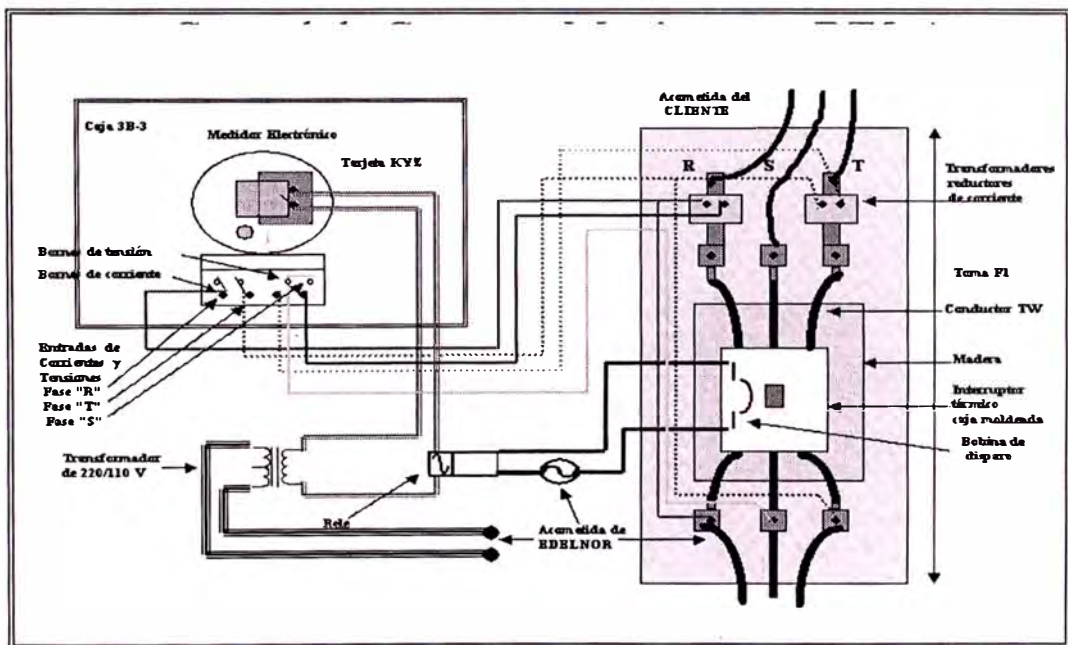 Caja 3B-3
Medidor Electrónico
Tarjeta KYZ
Bornes de tensión
Bornes de corriente
Entradas de
Corrientes y
Tensiones
Fase "R"
Fase "T"
Fase "S"
Transformador
de 220/110 V
Relé
Acometida de
EDELNOR
Acometida del
CLIENTE
R
S
T
Transformadores
reductores
de corriente
Toma F1
Conductor TW
Madera
Interruptor
térmico
caja moldeada
Bobina de
disparo